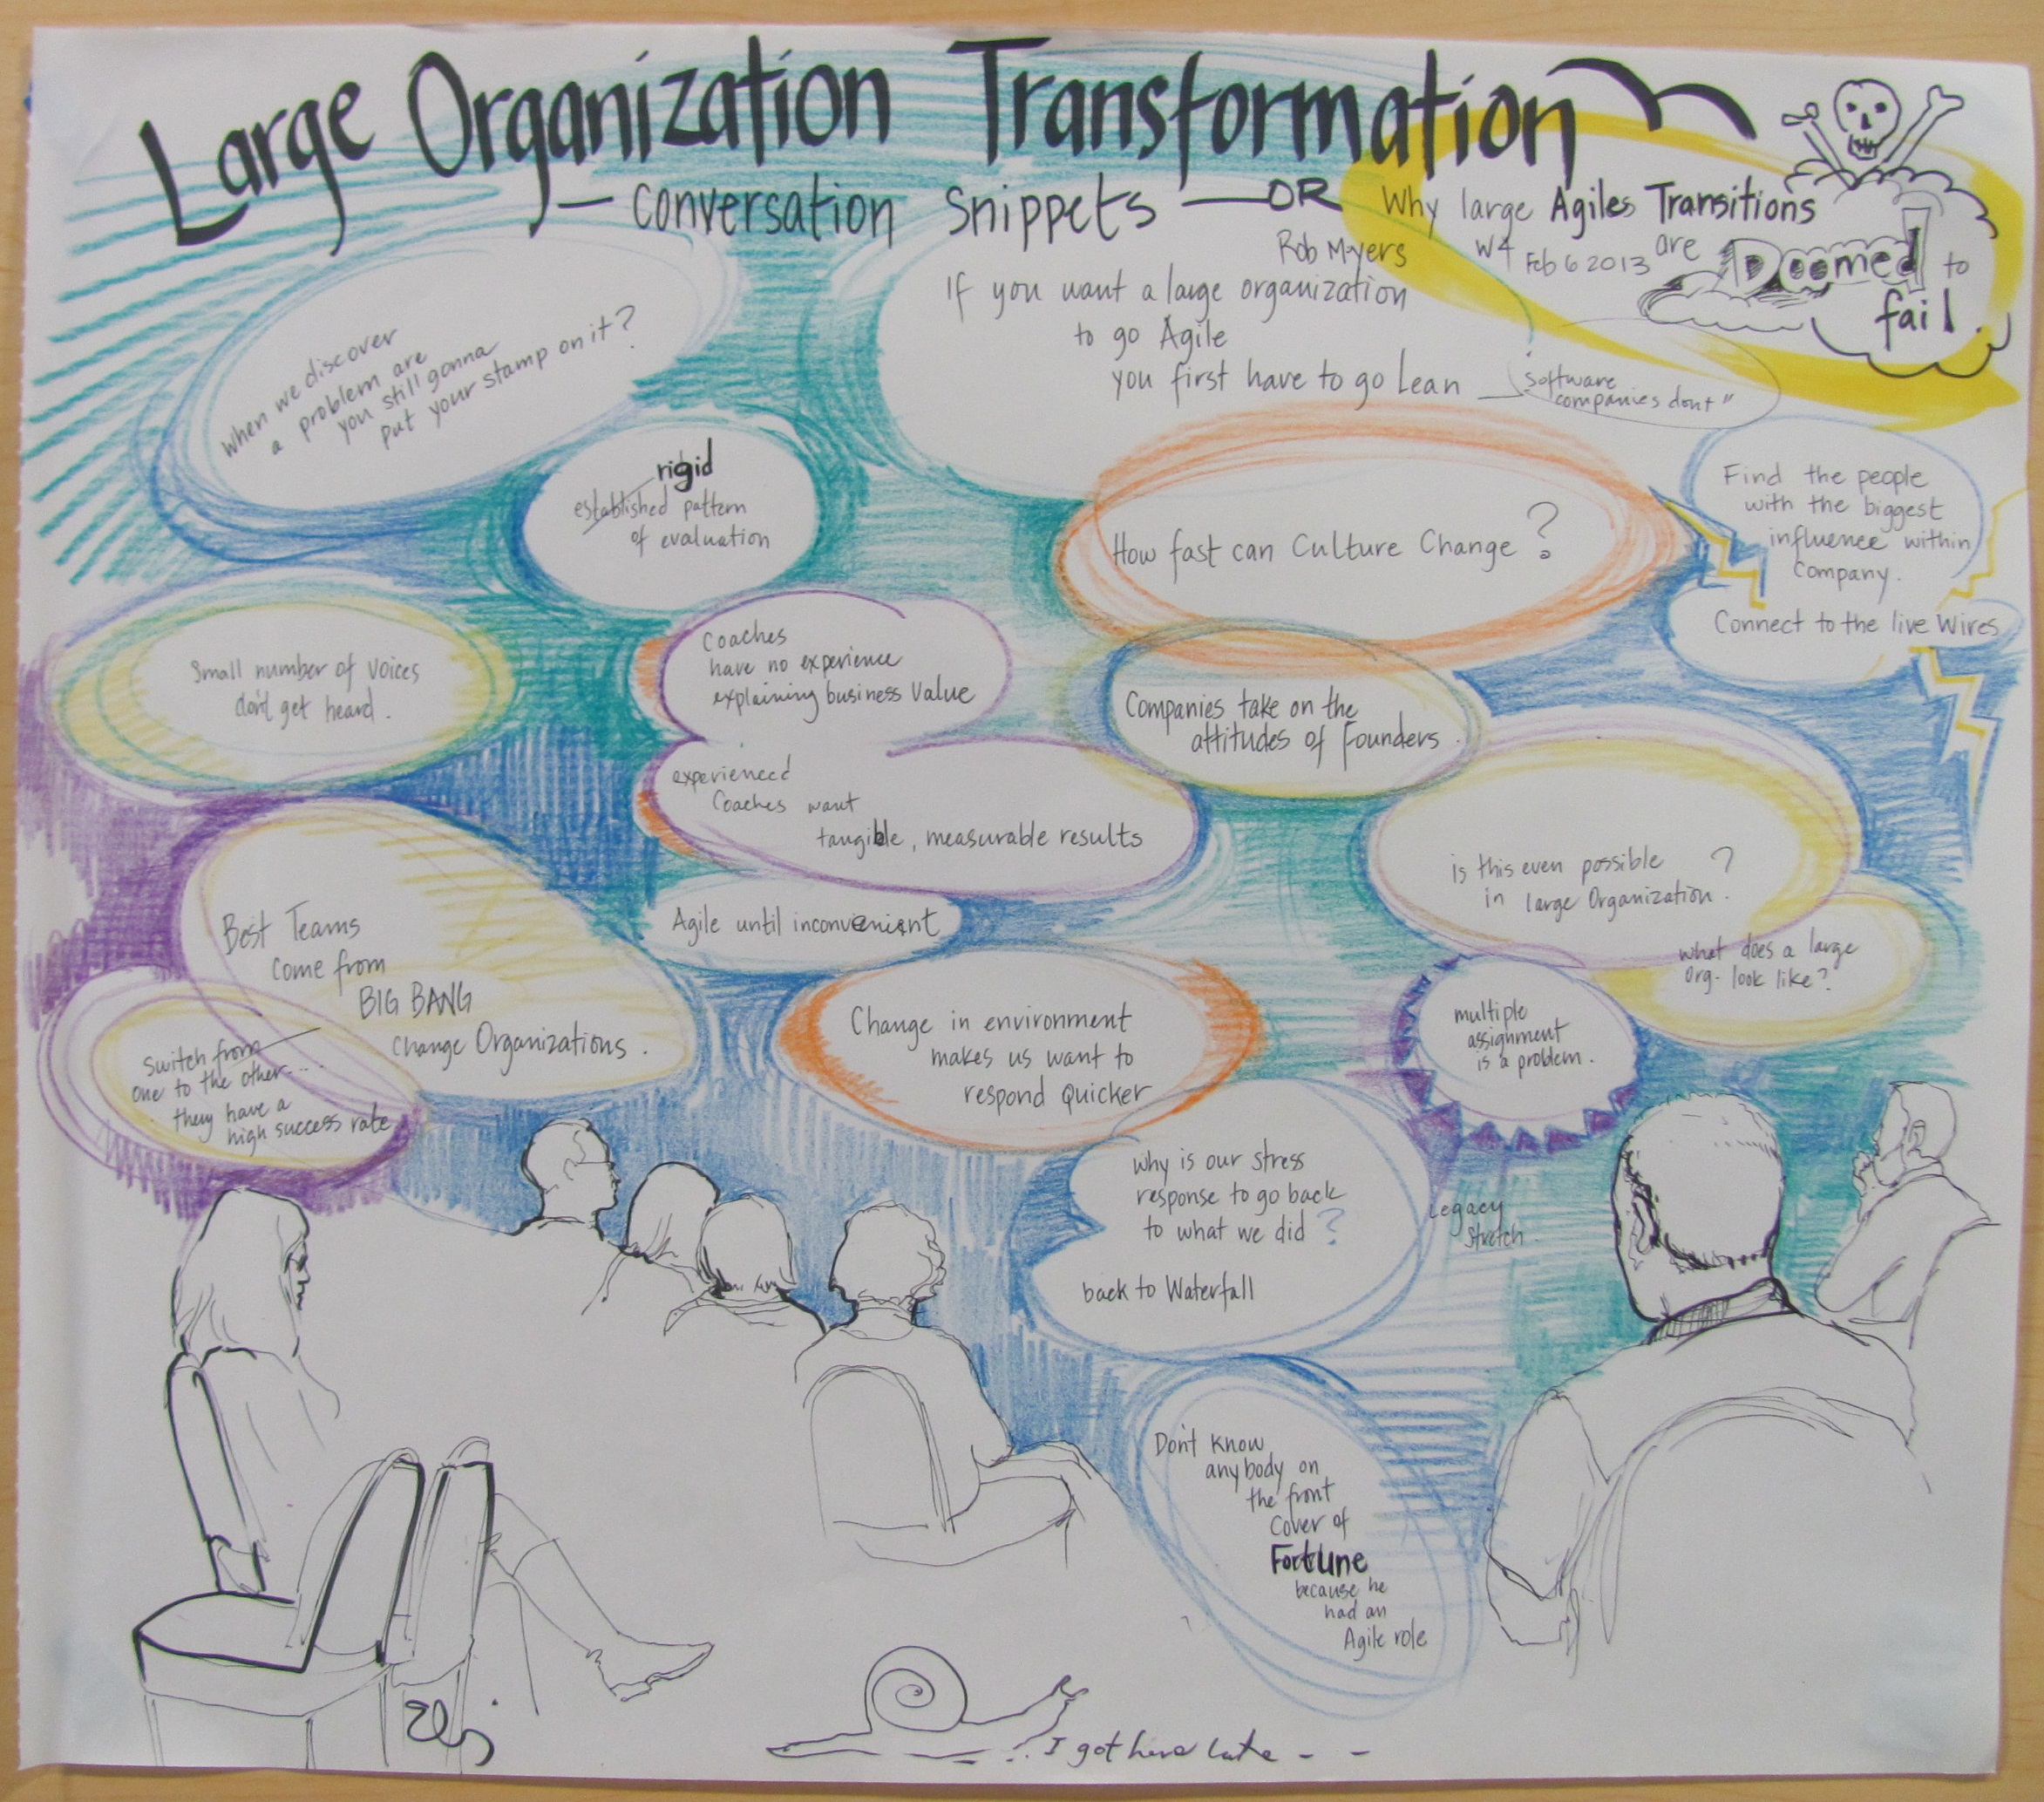 Large Organization Transformation
— Conversation Snippets — OR Why large Agiles Transitions
are Doomed to
fail.
Rob Myers
W4 Feb 6 2013
If you want a large organization
to go Agile
you first have to go Lean
"software
companies dont"
When we discover
a problem are
you still gonna
put your stamp on it?
rigid
established pattern
of evaluation
How fast can Culture Change?
Find the people
with the biggest
influence within
Company.
Connect to the live Wires
Small number of voices
don't get heard.
Coaches
have no experience
explaining business value
experienced
Coaches want
tangible, measurable results
Companies take on the
attitudes of Founders.
is this even possible ?
in large Organization.
what does a large
org. look like?
Best Teams
come from
BIG BANG
Change Organizations.
Switch from
one to the other....
they have a
high success rate
Agile until inconvenient
Change in environment
makes us want to
respond quicker
multiple
assignment
is a problem.
Why is our stress
response to go back
to what we did ?
back to Waterfall
Legacy
Stretch
Don't know
anybody on
the front
Cover of
Fortune
because he
had an
Agile role
I got here late - -